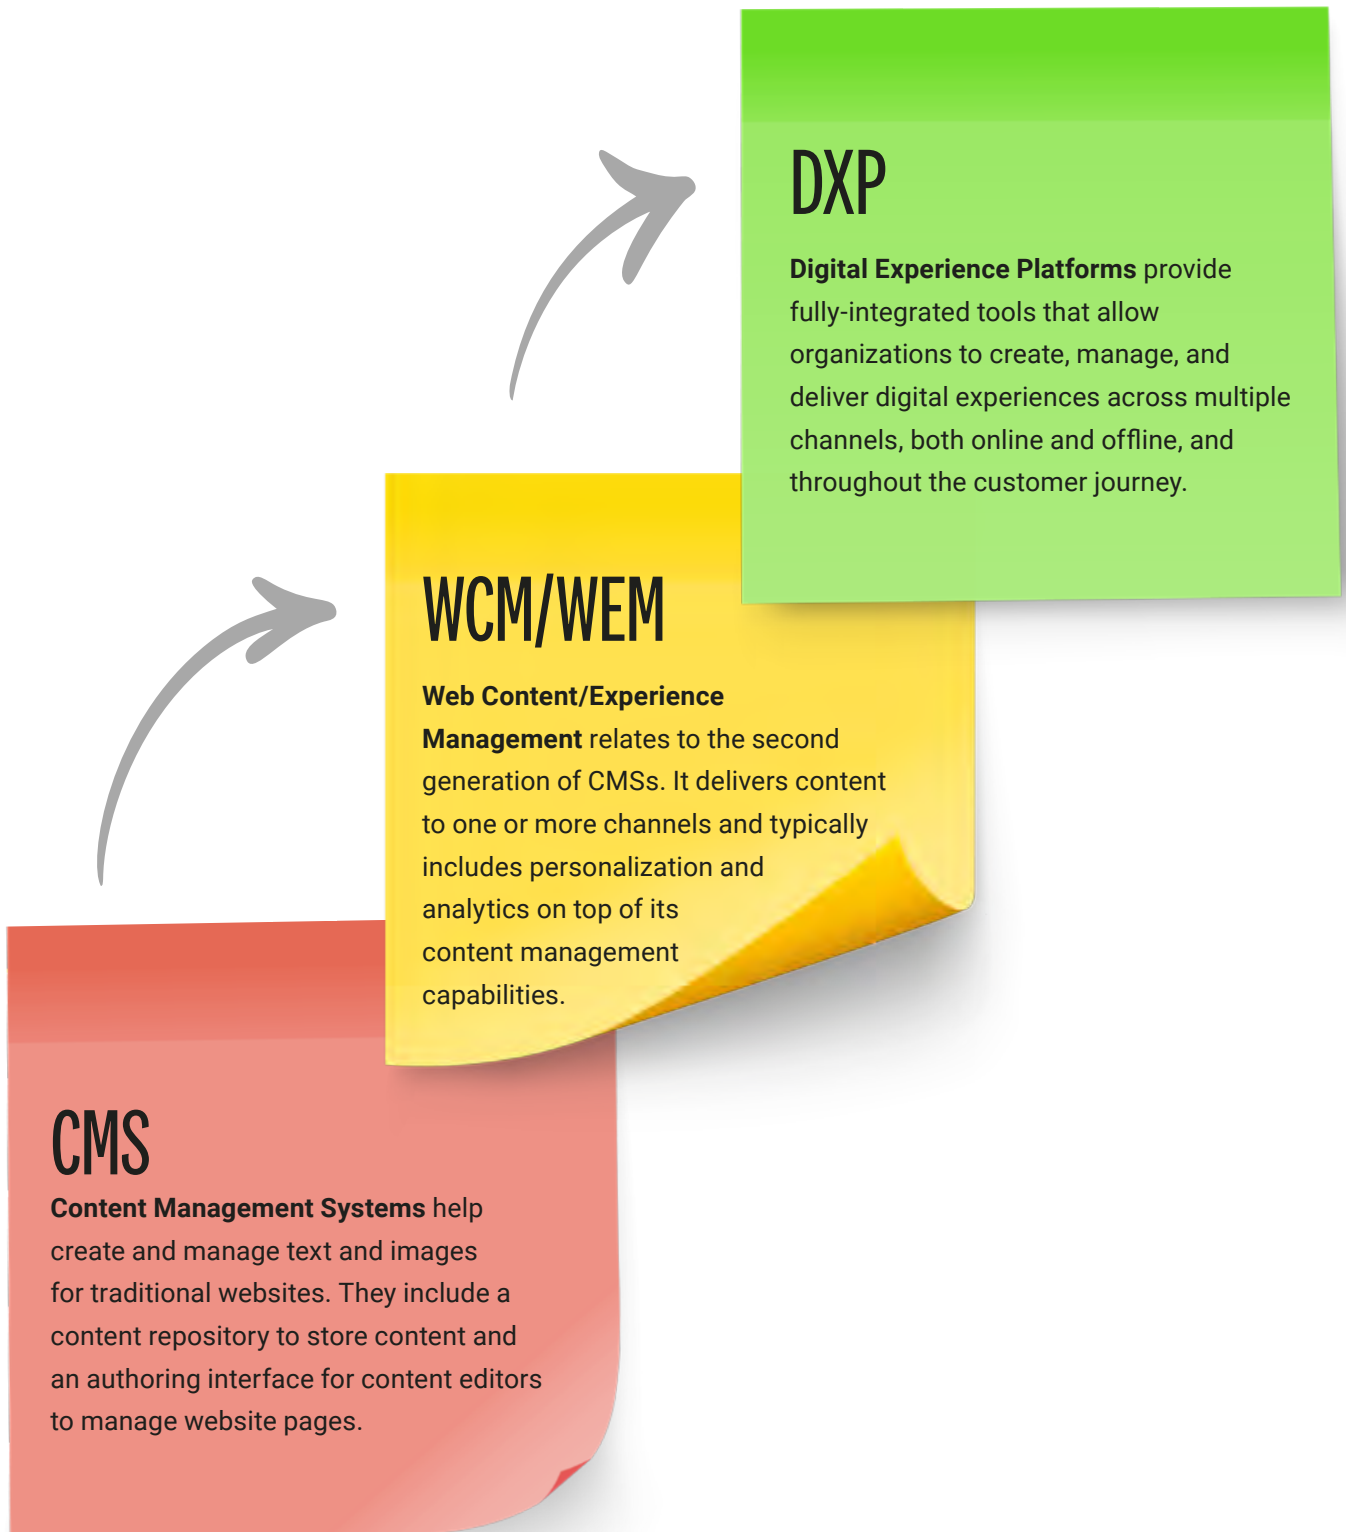 DXP
Digital Experience Platforms provide
fully-integrated tools that allow
organizations to create, manage, and
deliver digital experiences across multiple
channels, both online and offline, and
throughout the customer journey.
WCM/WEM
Web Content/Experience
Management relates to the second
generation of CMSs. It delivers content
to one or more channels and typically
includes personalization and
analytics on top of its
content management
capabilities.
CMS
Content Management Systems help
create and manage text and images
for traditional websites. They include a
content repository to store content and
an authoring interface for content editors
to manage website pages.